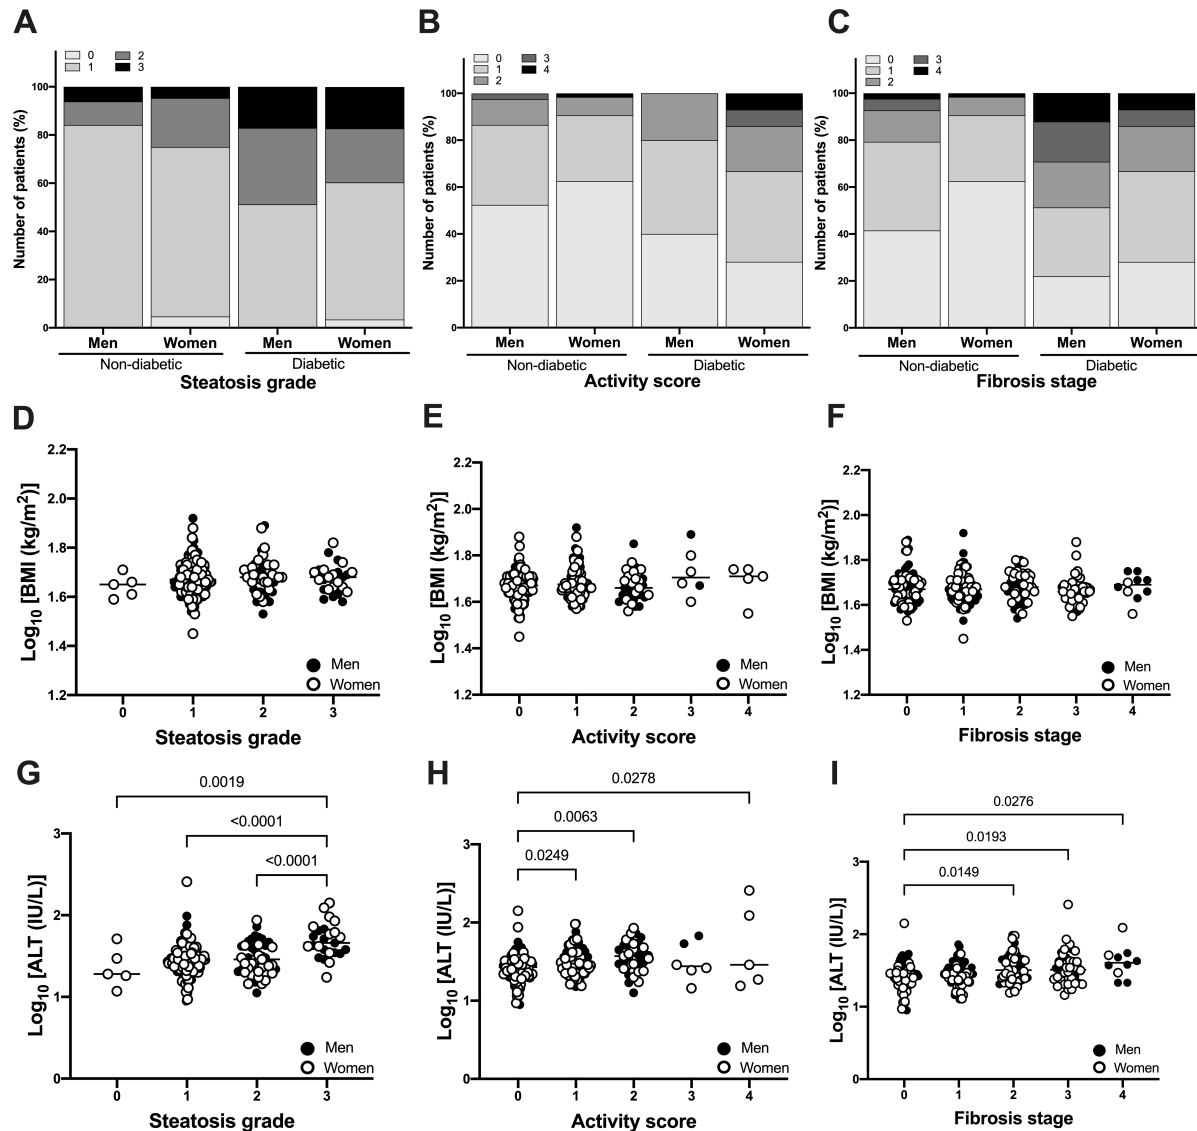 A
B
C
0 2
1 3
0 3
1 4
2
0 3
1 4
2
Number of patients (%)
100
80
60
40
20
0
Men Women Men Women
Non-diabetic Diabetic
Steatosis grade
Number of patients (%)
100
80
60
40
20
0
Men Women Men Women
Non-diabetic Diabetic
Activity score
Number of patients (%)
100
80
60
40
20
0
Men Women Men Women
Non-diabetic Diabetic
Fibrosis stage
D
Log10 [BMI (kg/m2)]
2.2
2.0
1.8
1.6
1.4
1.2
Men
Women
0 1 2 3
Steatosis grade
E
Log10 [BMI (kg/m2)]
2.2
2.0
1.8
1.6
1.4
1.2
Men
Women
0 1 2 3 4
Activity score
F
Log10 [BMI (kg/m2)]
2.2
2.0
1.8
1.6
1.4
1.2
Men
Women
0 1 2 3 4
Fibrosis stage
G
0.0019
<0.0001
<0.0001
Log10 [ALT (IU/L)]
3
2
1
0
Men
Women
0 1 2 3
Steatosis grade
H
0.0278
0.0063
0.0249
Log10 [ALT (IU/L)]
3
2
1
0
Men
Women
0 1 2 3 4
Activity score
I
0.0276
0.0193
0.0149
Log10 [ALT (IU/L)]
3
2
1
0
Men
Women
0 1 2 3 4
Fibrosis stage